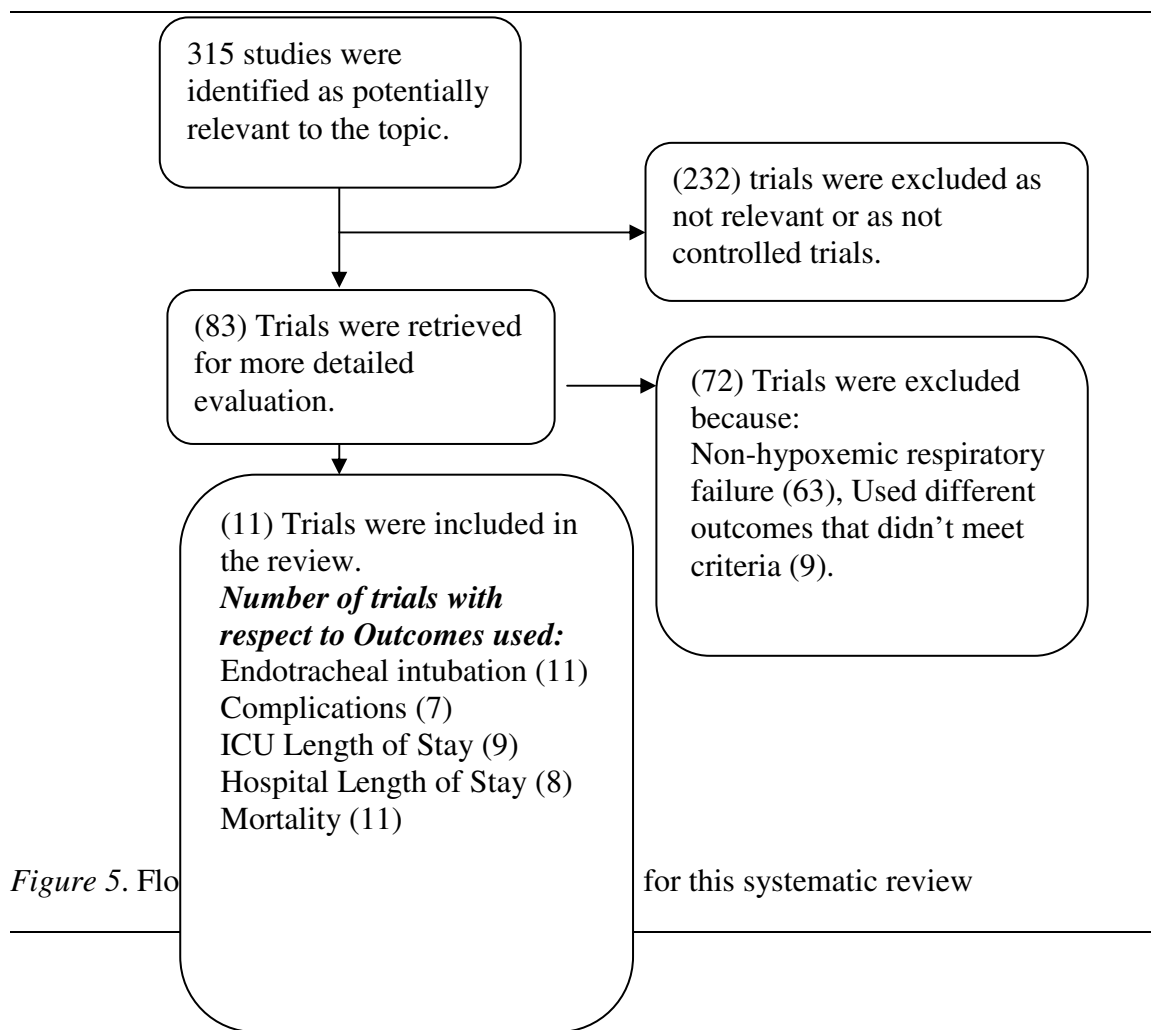 315 studies were
identified as potentially
relevant to the topic.
(232) trials were excluded as
not relevant or as not
controlled trials.
(83) Trials were retrieved
for more detailed
evaluation.
(72) Trials were excluded
because:
Non-hypoxemic respiratory
failure (63), Used different
outcomes that didn’t meet
criteria (9).
(11) Trials were included in
the review.
Number of trials with
respect to Outcomes used:
Endotracheal intubation (11)
Complications (7)
ICU Length of Stay (9)
Hospital Length of Stay (8)
Mortality (11)
Figure 5. for this systematic review